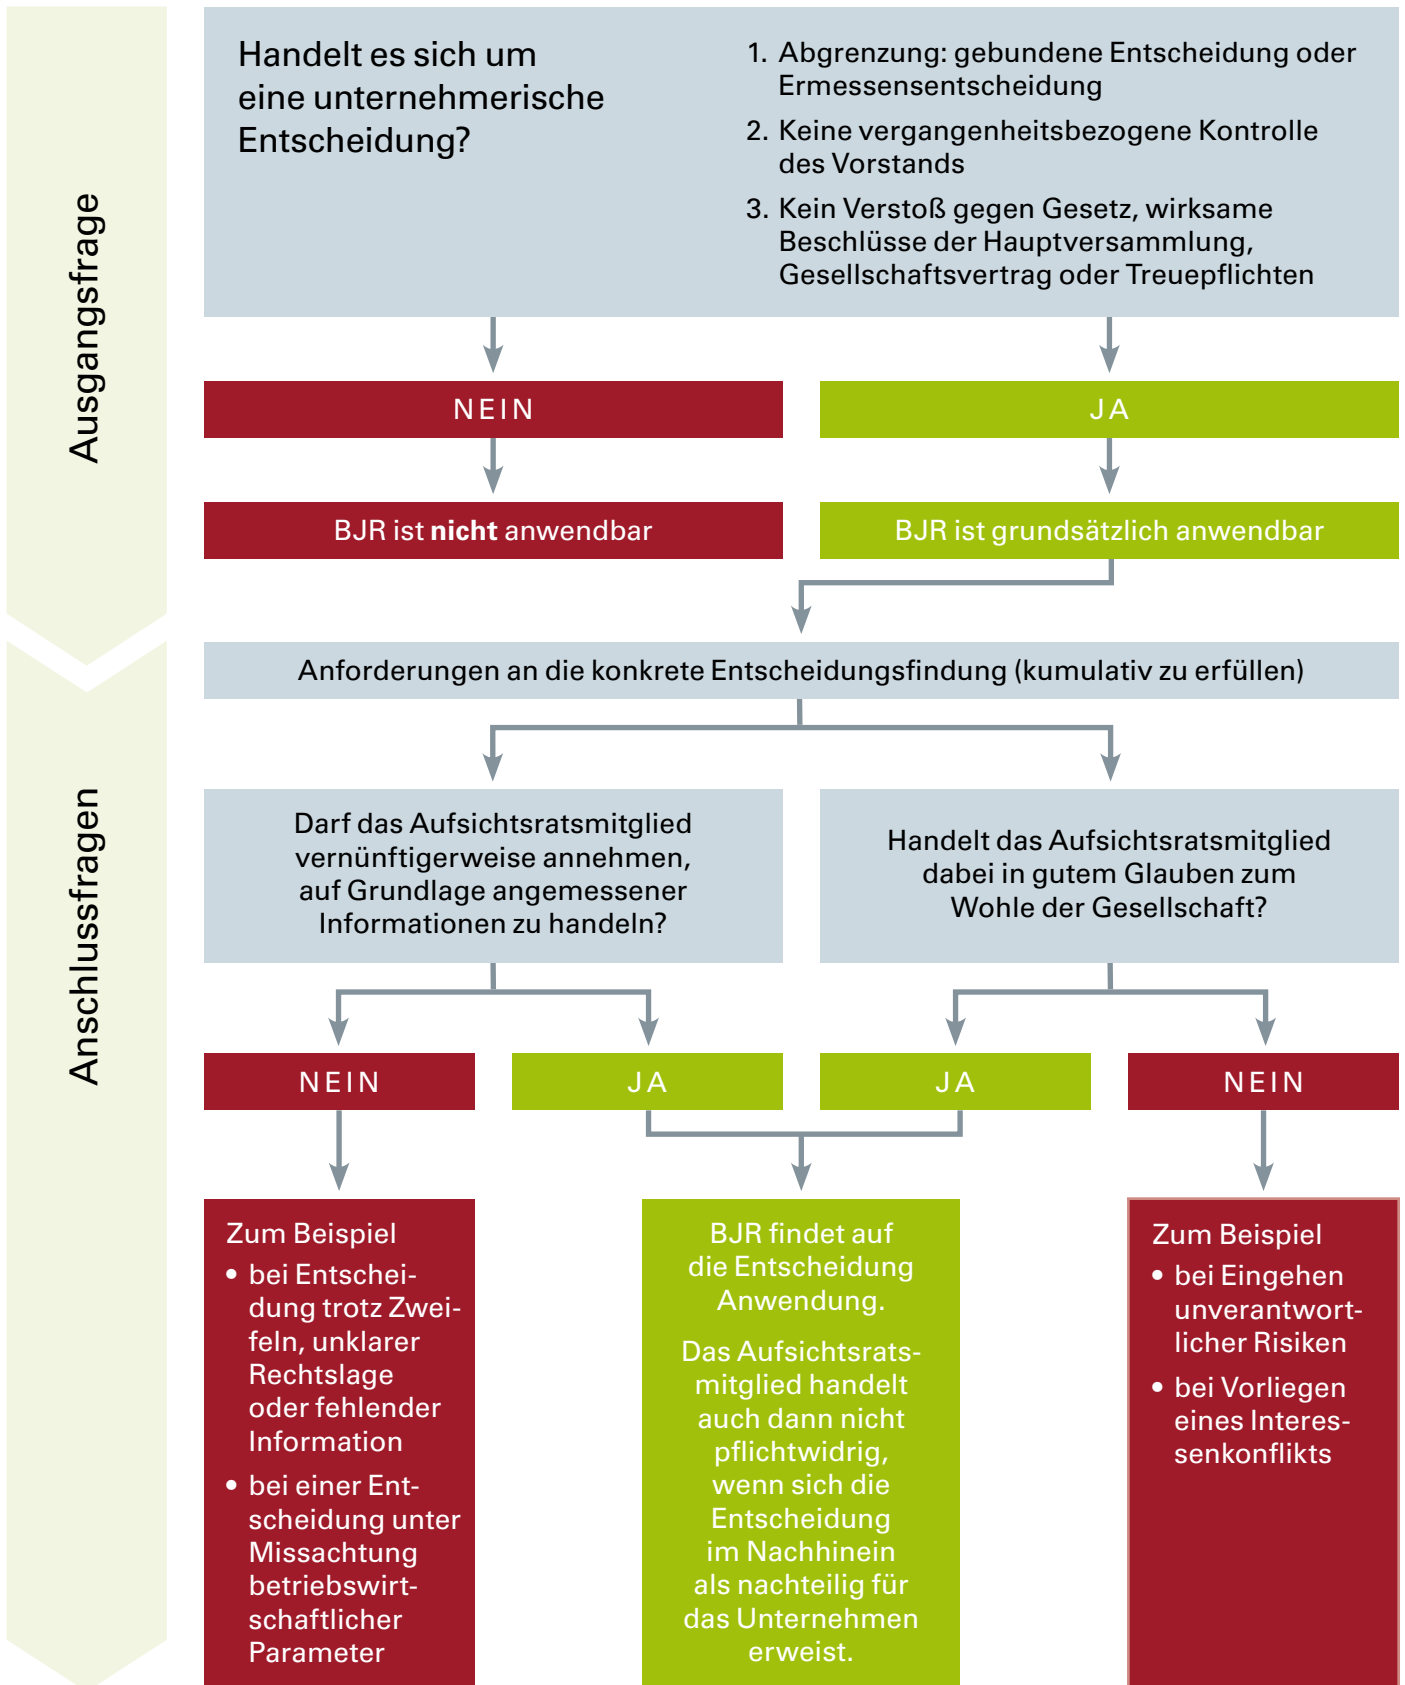 Ausgangsfrage
Handelt es sich um
eine unternehmerische
Entscheidung?
1. Abgrenzung: gebundene Entscheidung oder
Ermessensentscheidung
2. Keine vergangenheitsbezogene Kontrolle
des Vorstands
3. Kein Verstoß gegen Gesetz, wirksame
Beschlüsse der Hauptversammlung,
Gesellschaftsvertrag oder Treuepflichten
NEIN
JA
BJR ist nicht anwendbar
BJR ist grundsätzlich anwendbar
Anschlussfragen
Anforderungen an die konkrete Entscheidungsfindung (kumulativ zu erfüllen)
Darf das Aufsichtsratsmitglied
vernünftigerweise annehmen,
auf Grundlage angemessener
Informationen zu handeln?
Handelt das Aufsichtsratsmitglied
dabei in gutem Glauben zum
Wohle der Gesellschaft?
NEIN
JA
JA
NEIN
Zum Beispiel
• bei Entschei-
dung trotz Zwei-
feln, unklarer
Rechtslage
oder fehlender
Information
• bei einer Ent-
scheidung unter
Missachtung
betriebswirt-
schaftlicher
Parameter
BJR findet auf
die Entscheidung
Anwendung.
Das Aufsichtsrats-
mitglied handelt
auch dann nicht
pflichtwidrig,
wenn sich die
Entscheidung
im Nachhinein
als nachteilig für
das Unternehmen
erweist.
Zum Beispiel
• bei Eingehen
unverantwort-
licher Risiken
• bei Vorliegen
eines Interes-
senkonflikts